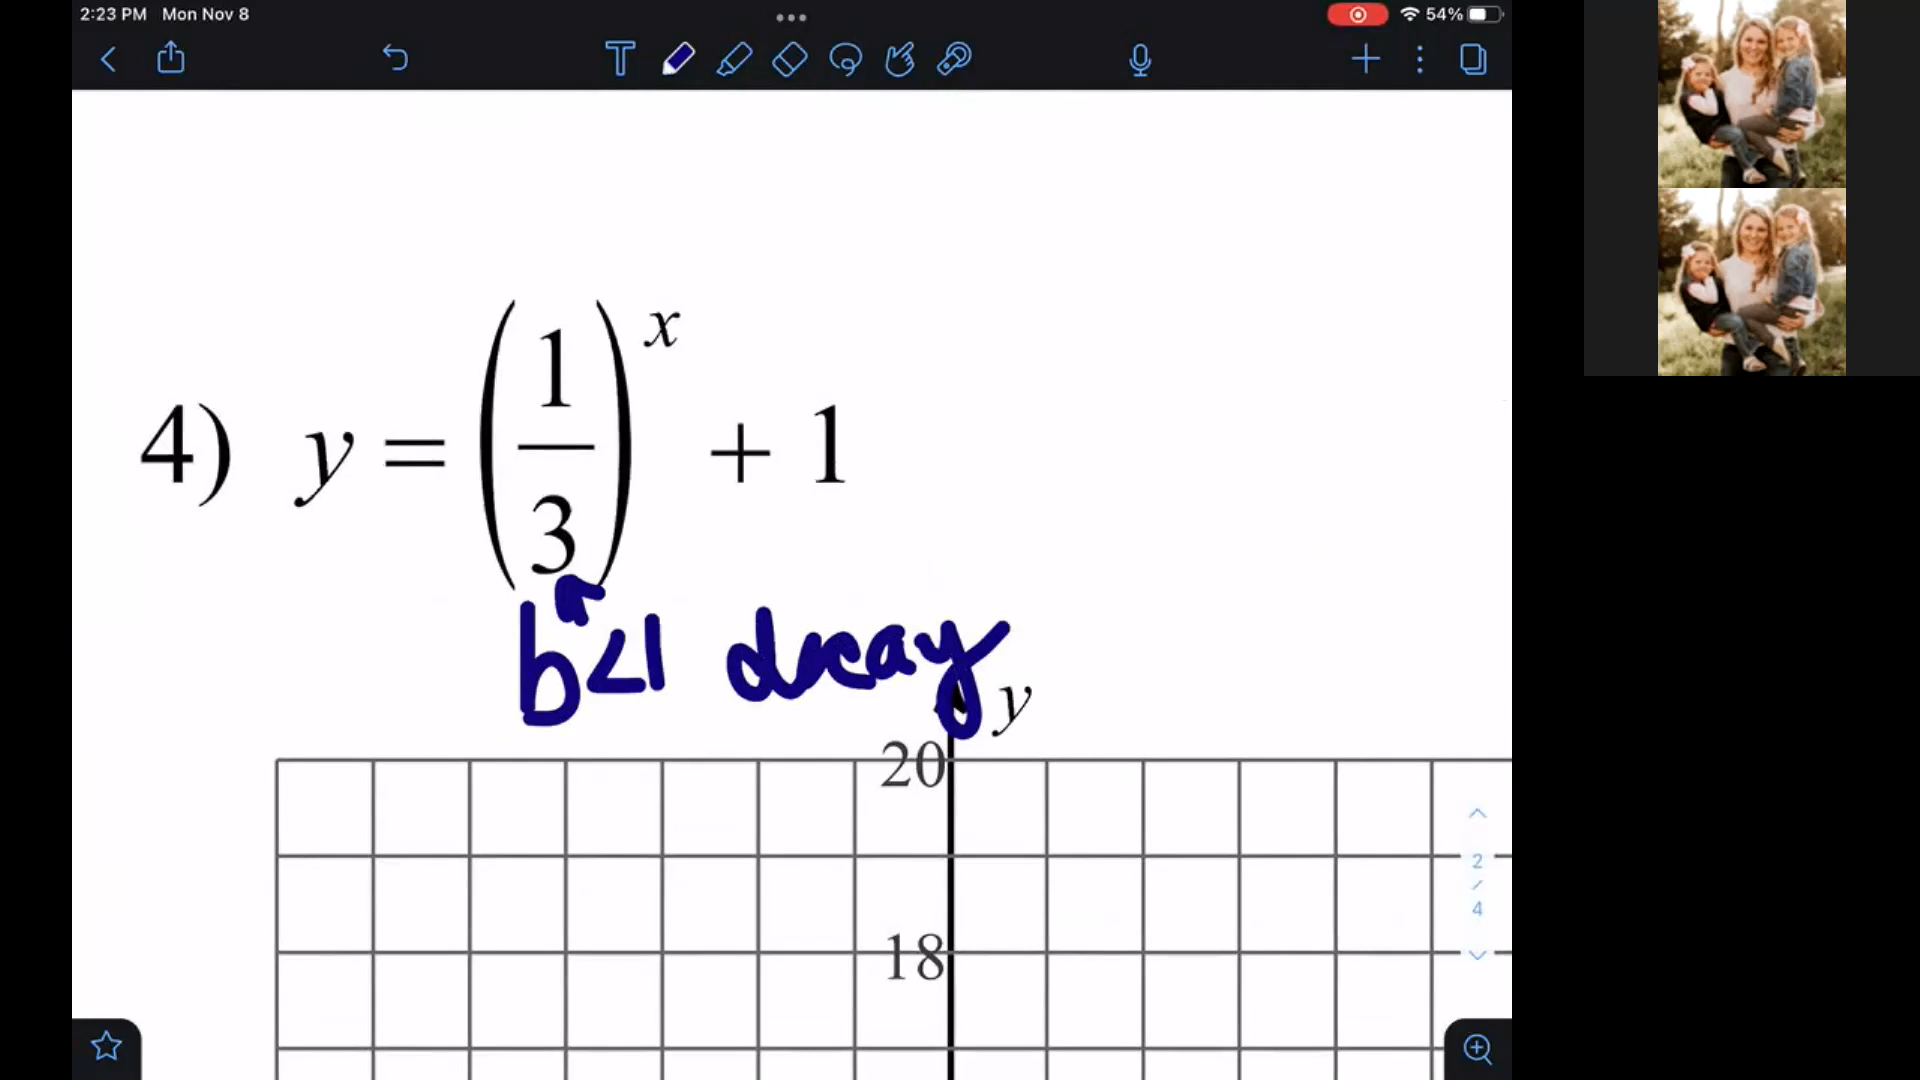 2:23 PM Mon Nov 8
54%
T
4) y = (1/3)^x + 1
b<1 decay
y
20
18
2
/
4